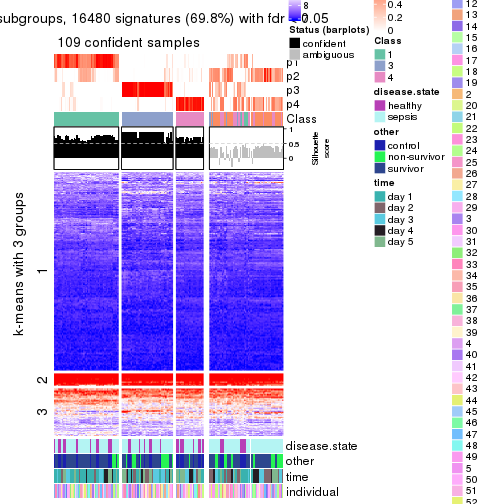 subgroups, 16480 signatures (69.8%) with fdr < 0.05
109 confident samples
p1
p2
p3
p4
Class
1
0.5
0
Silhouette
score
k-means with 3 groups
1
2
3
disease.state
other
time
individual
8
Status (barplots)
confident
ambiguous
0.4
0.2
0
Class
1
3
4
disease.state
healthy
sepsis
other
control
non-survivor
survivor
time
day 1
day 2
day 3
day 4
day 5
12
13
14
15
16
17
18
19
2
20
21
22
23
24
25
26
27
28
29
3
30
31
32
33
34
35
36
37
38
39
4
40
41
42
43
44
45
46
47
48
49
5
50
51